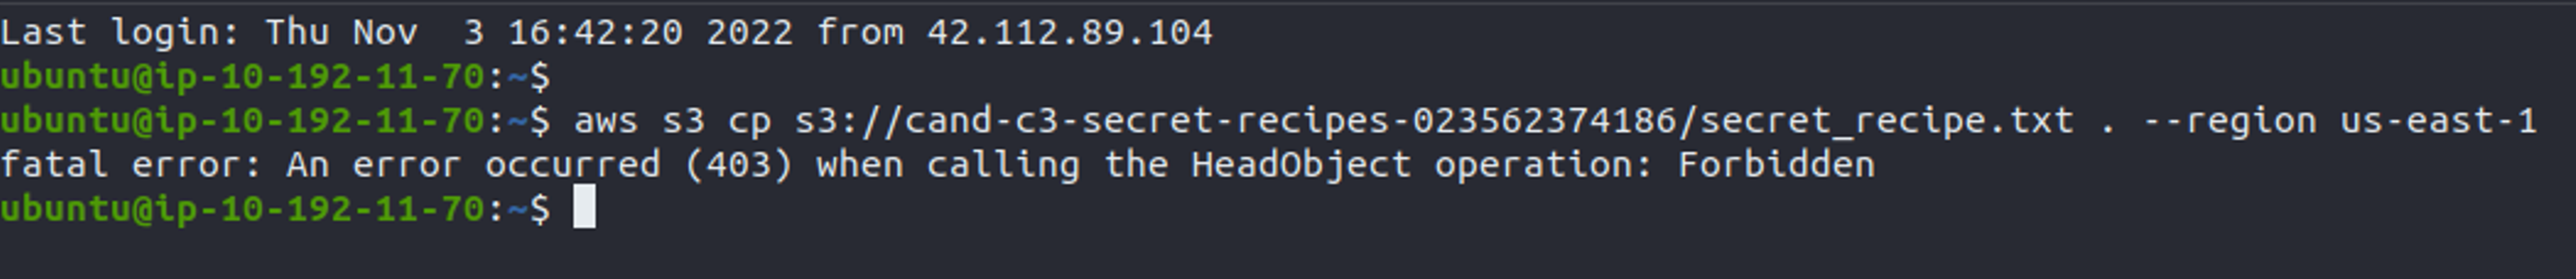 Last login: Thu Nov  3 16:42:20 2022 from 42.112.89.104
ubuntu@ip-10-192-11-70:~$
ubuntu@ip-10-192-11-70:~$ aws s3 cp s3://cand-c3-secret-recipes-023562374186/secret_recipe.txt . --region us-east-1
fatal error: An error occurred (403) when calling the HeadObject operation: Forbidden
ubuntu@ip-10-192-11-70:~$